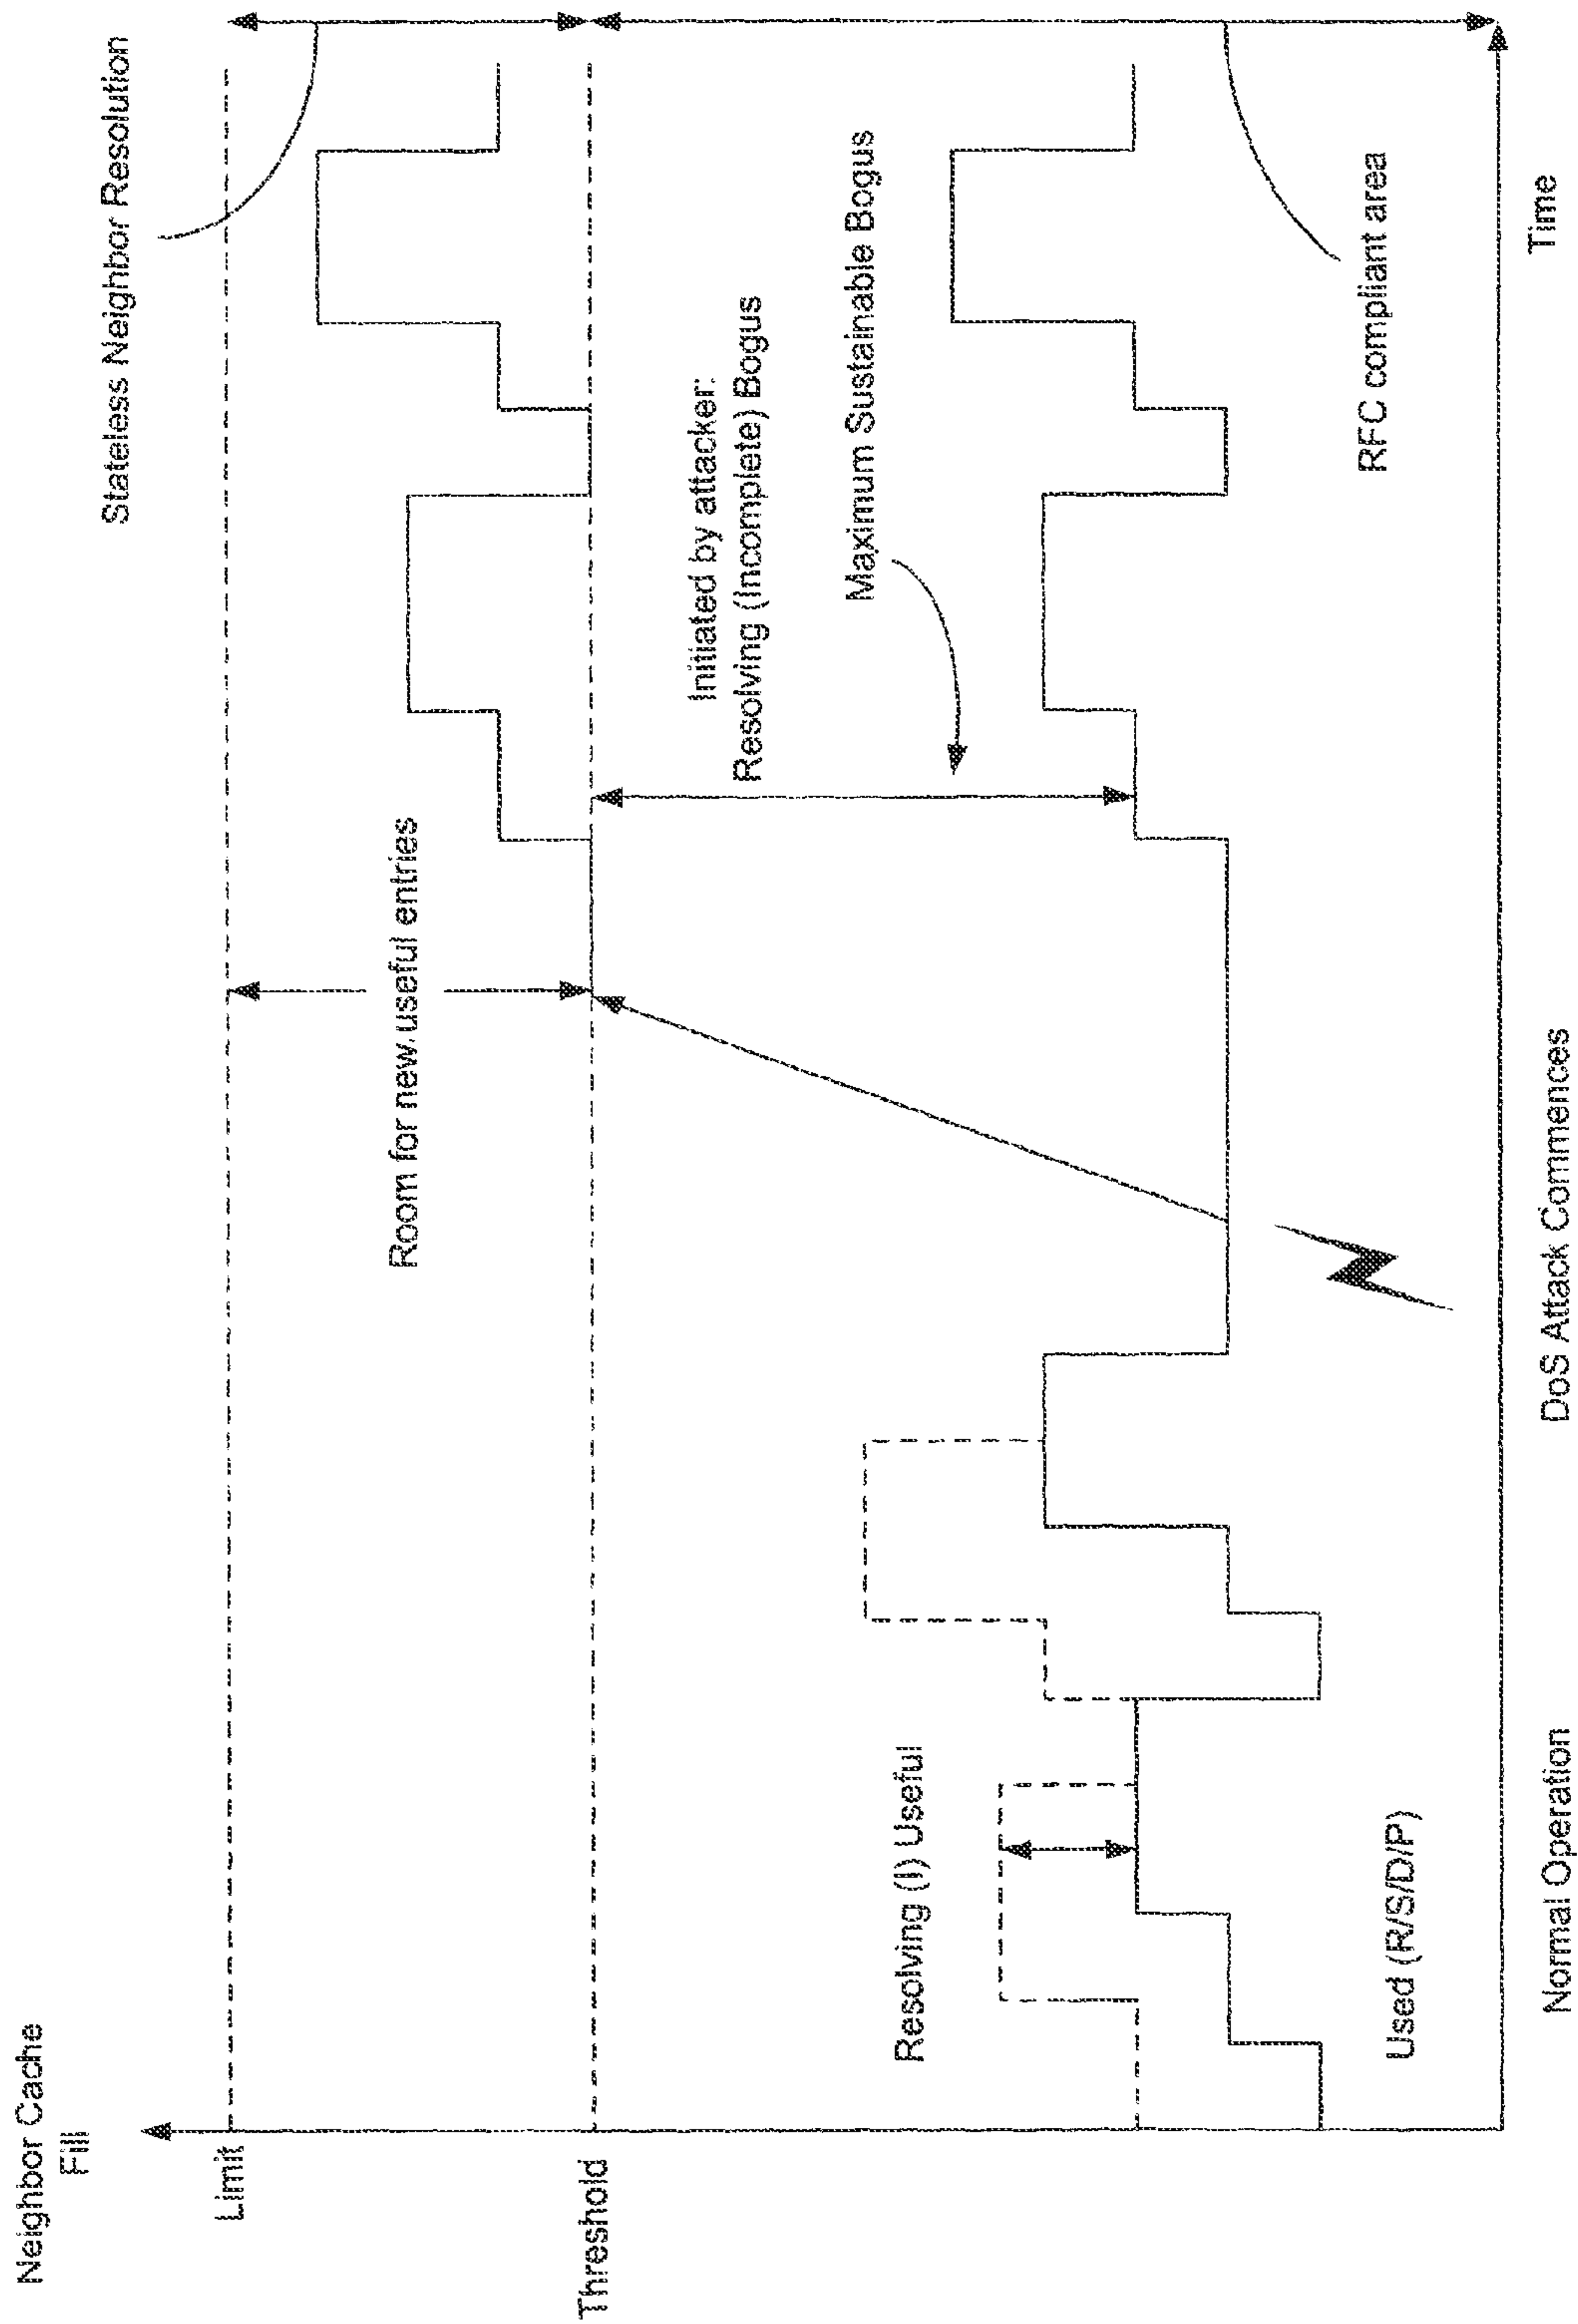 Neighbor Cache
Fill
Limit
Threshold
Stateless Neighbor Resolution
Room for new useful entries
Initiated by attacker:
Resolving (Incomplete) Bogus
Maximum Sustainable Bogus
Resolving (I) Useful
Used (R/S/D/P)
RFC compliant area
Normal Operation
DoS Attack Commences
Time